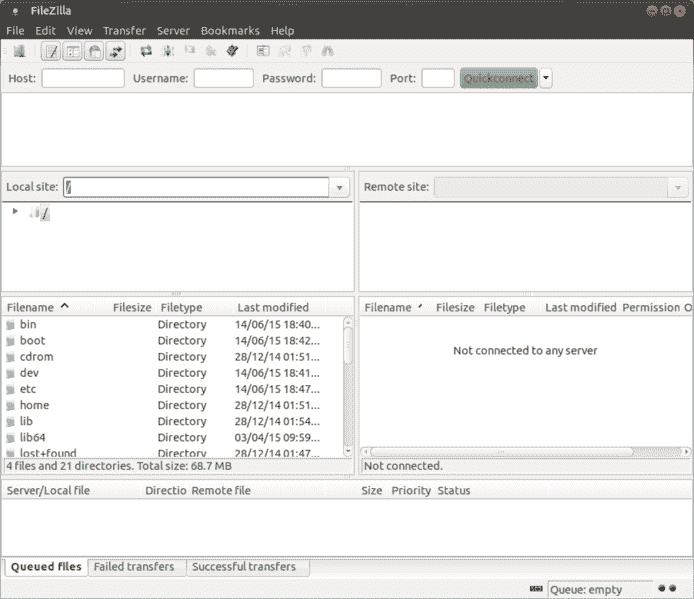 FileZilla
File Edit View Transfer Server Bookmarks Help
Host: Username: Password: Port: Quickconnect
Local site: / Remote site:
/
Filename Filesize Filetype Last modified Filename Filesize Filetype Last modified Permission O
bin Directory 14/06/15 18:40...
boot Directory 14/06/15 18:42...
cdrom Directory 28/12/14 01:51...
dev Directory 14/06/15 18:41...
etc Directory 14/06/15 18:47...
home Directory 28/12/14 01:51...
lib Directory 28/12/14 01:54...
lib64 Directory 03/04/15 09:59...
lost+found Directory 28/12/14 01:47...
Not connected to any server
4 files and 21 directories. Total size: 68.7 MB
Not connected.
Server/Local file Directio Remote file Size Priority Status
Queued files Failed transfers Successful transfers
Queue: empty